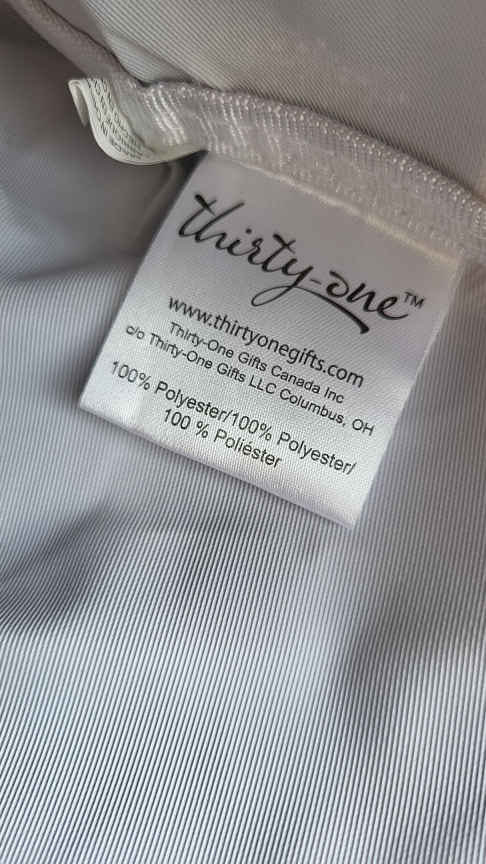 thirty-one™
www.thirtyonegifts.com
Thirty-One Gifts Canada Inc
c/o Thirty-One Gifts LLC Columbus, OH
100% Polyester/100% Polyester/
100 % Poliéster